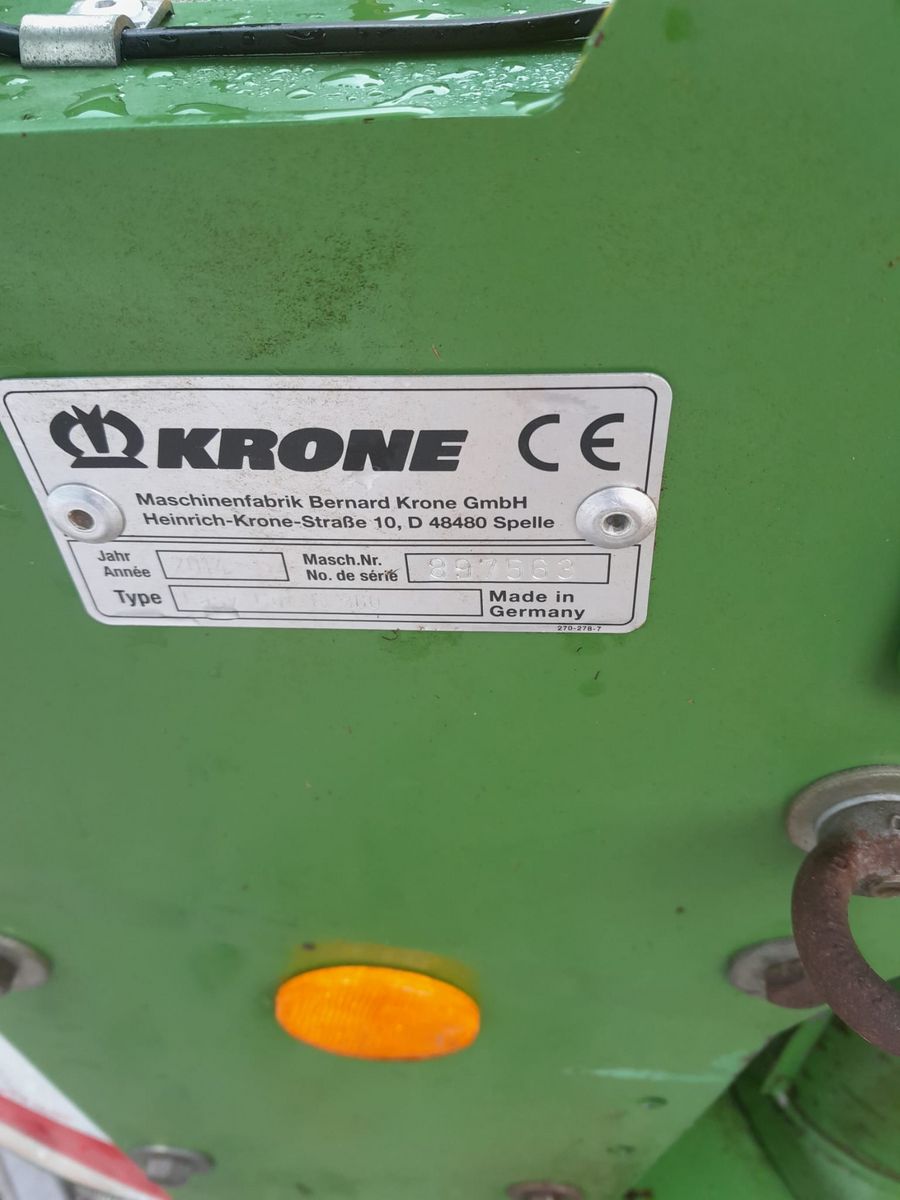 KRONE CE
Maschinenfabrik Bernard Krone GmbH
Heinrich-Krone-Straße 10, D 48480 Spelle
Jahr
Année
2014
Masch.Nr.
No. de série
897563
Type
Made in
Germany
270-278-7